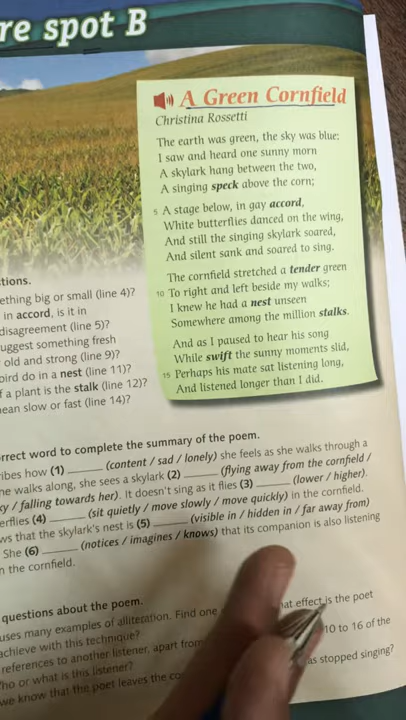 re spot B
A Green Cornfield
Christina Rossetti
The earth was green, the sky was blue:
I saw and heard one sunny morn
A skylark hang between the two,
A singing speck above the corn;
5 A stage below, in gay accord,
White butterflies danced on the wing,
And still the singing skylark soared,
And silent sank and soared to sing.
The cornfield stretched a tender green
10 To right and left beside my walks;
I knew he had a nest unseen
Somewhere among the million stalks.
And as I paused to hear his song
While swift the sunny moments slid,
15 Perhaps his mate sat listening long,
And listened longer than I did.
tions.
ething big or small (line 4)?
in accord, is it in
disagreement (line 5)?
uggest something fresh
old and strong (line 9)?
bird do in a nest (line 11)?
f a plant is the stalk (line 12)?
ean slow or fast (line 14)?
rrect word to complete the summary of the poem.
ribes how (1) ______ (content / sad / lonely) she feels as she walks through a
he walks along, she sees a skylark (2) ______ (flying away from the cornfield /
ky / falling towards her). It doesn't sing as it flies (3) ______ (lower / higher).
erflies (4) ______ (sit quietly / move slowly / move quickly) in the cornfield.
ws that the skylark's nest is (5) ______ (visible in / hidden in / far away from)
She (6) ______ (notices / imagines / knows) that its companion is also listening
n the cornfield.
questions about the poem.
uses many examples of alliteration. Find one hat effect is the poet
achieve with this technique?
references to another listener, apart from 10 to 16 of the
ho or what is this listener?
we know that the poet leaves the co as stopped singing?